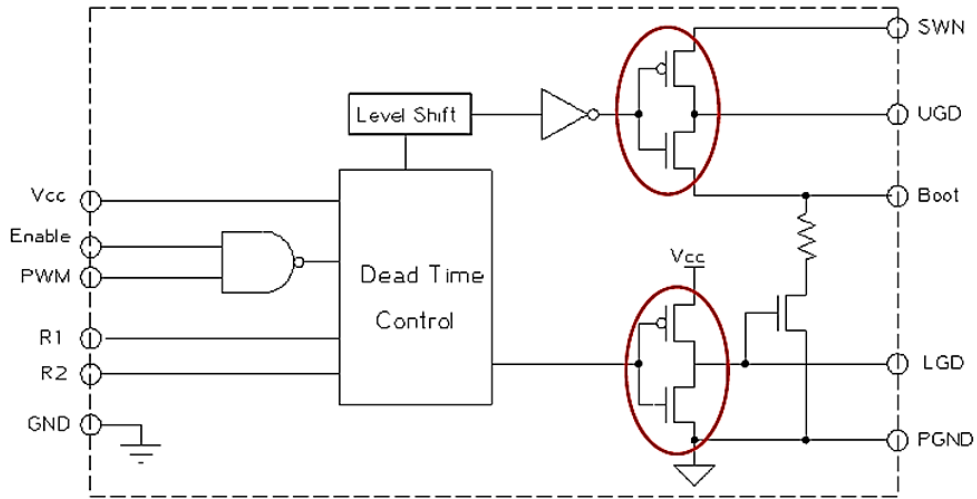 SWN
Level Shift
UGD
Vcc
Boot
Enable
PWM
Dead Time
Control
Vcc
R1
R2
LGD
GND
PGND